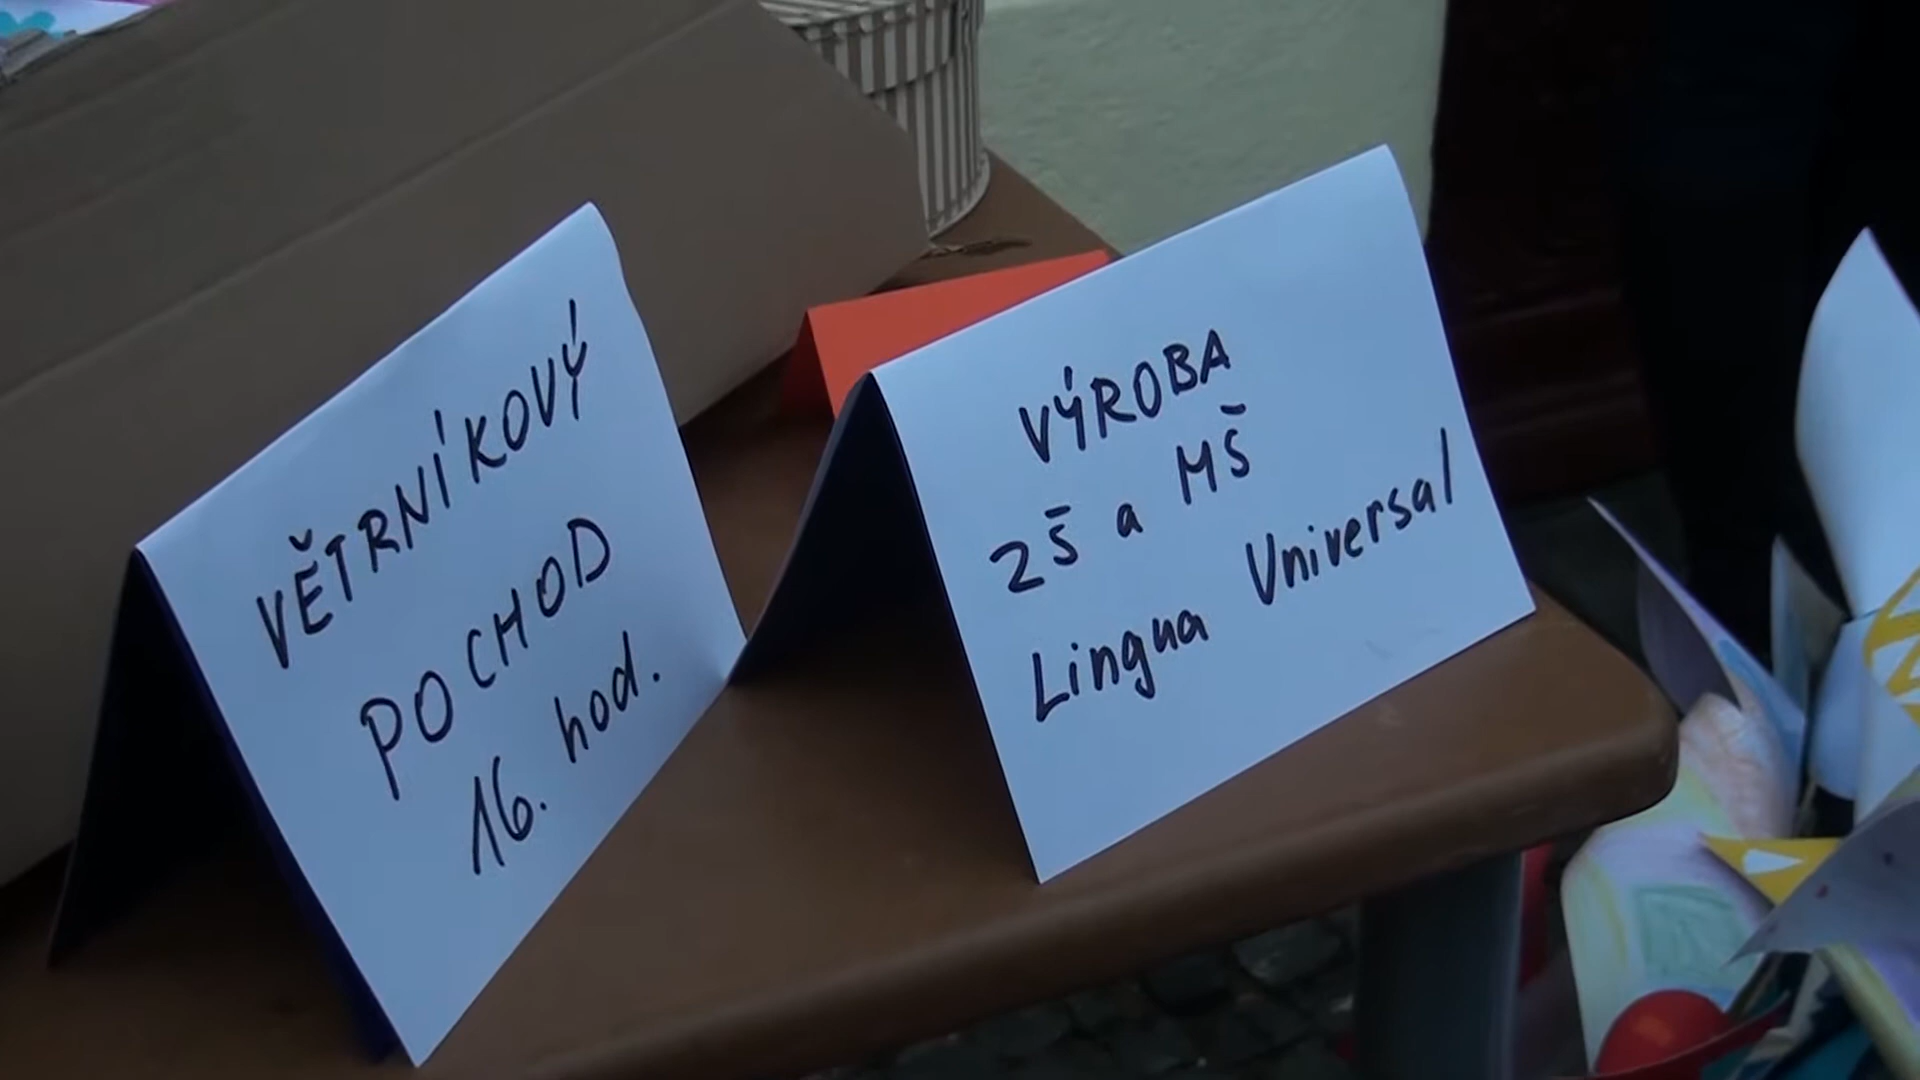 VĚTRNÍKOVÝ
POCHOD
16. hod.
VÝROBA
ZŠ a MŠ
Lingua Universal